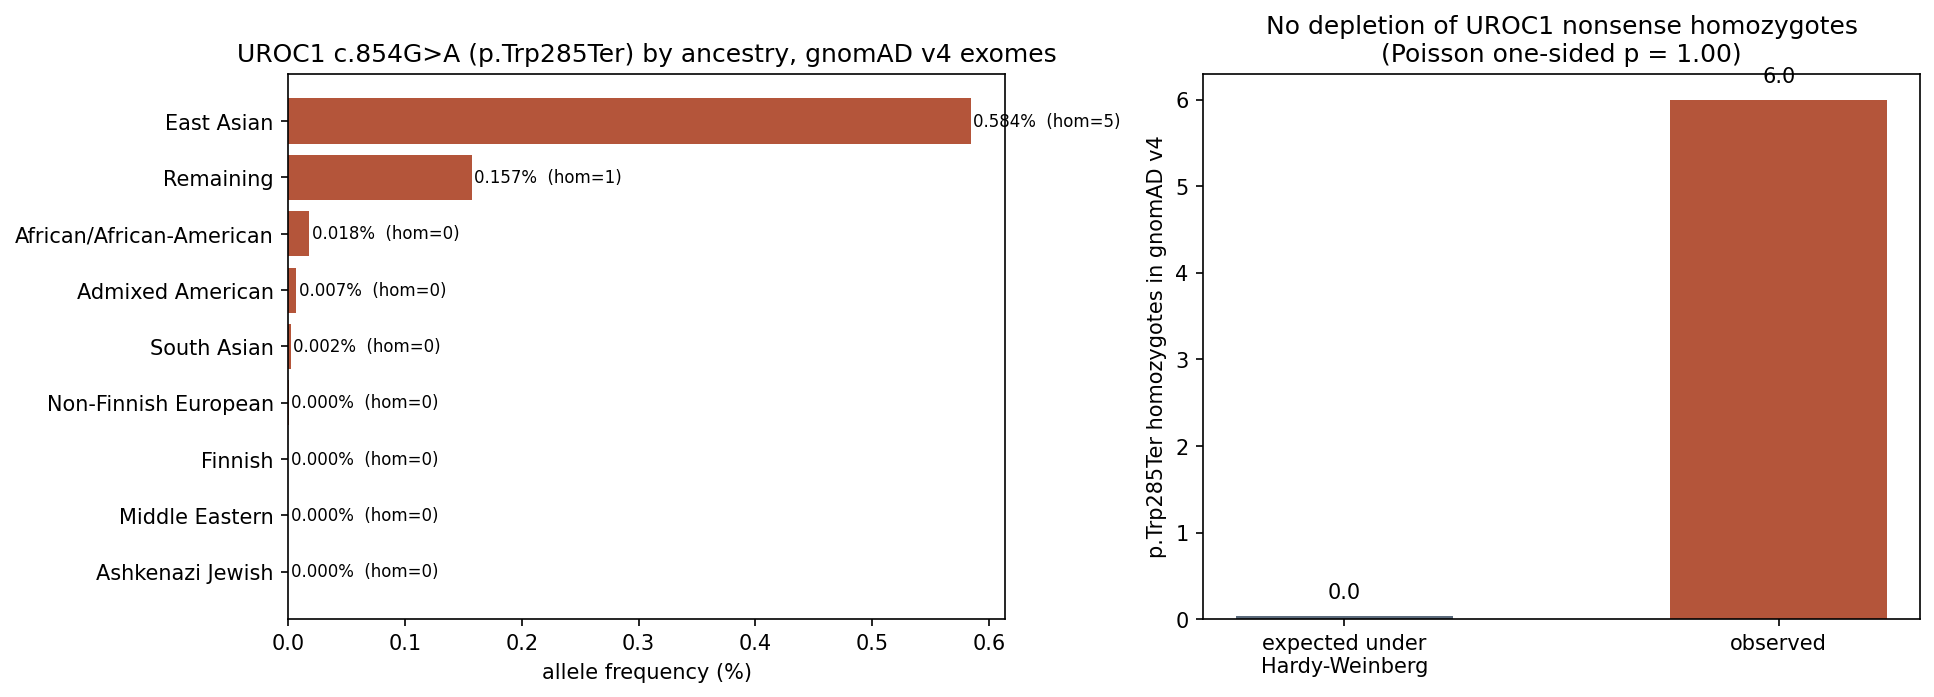 UROC1 c.854G>A (p.Trp285Ter) by ancestry, gnomAD v4 exomes
East Asian
0.584%  (hom=5)
Remaining
0.157%  (hom=1)
African/African-American
0.018%  (hom=0)
Admixed American
0.007%  (hom=0)
South Asian
0.002%  (hom=0)
Non-Finnish European
0.000%  (hom=0)
Finnish
0.000%  (hom=0)
Middle Eastern
0.000%  (hom=0)
Ashkenazi Jewish
0.000%  (hom=0)
0.0 0.1 0.2 0.3 0.4 0.5 0.6
allele frequency (%)
No depletion of UROC1 nonsense homozygotes
(Poisson one-sided p = 1.00)
p.Trp285Ter homozygotes in gnomAD v4
6
5
4
3
2
1
0
0.0
6.0
expected under
Hardy-Weinberg
observed